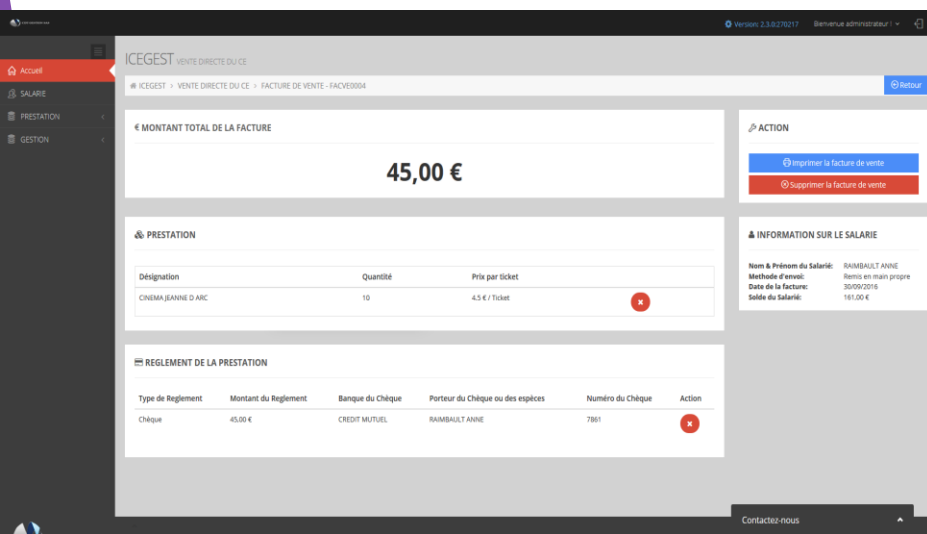 Version: 2.3.0:270217
Bienvenue administrateur !
Accueil
SALARIE
PRESTATION
GESTION
ICEGEST VENTE DIRECTE DU CE
ICEGEST > VENTE DIRECTE DU CE > FACTURE DE VENTE - FACVE0004
Retour
€ MONTANT TOTAL DE LA FACTURE
45,00 €
ACTION
Imprimer la facture de vente
Supprimer la facture de vente
PRESTATION
Désignation Quantité Prix par ticket
CINEMA JEANNE D ARC 10 4.5 € / Ticket
INFORMATION SUR LE SALARIE
Nom & Prénom du Salarié: RAIMBAULT ANNE
Methode d'envoi: Remis en main propre
Date de la facture: 30/09/2016
Solde du Salarié: 161,00 €
REGLEMENT DE LA PRESTATION
Type de Reglement Montant du Reglement Banque du Chèque Porteur du Chèque ou des espèces Numéro du Chèque Action
Chèque 45,00 € CREDIT MUTUEL RAIMBAULT ANNE 7861
Contactez-nous